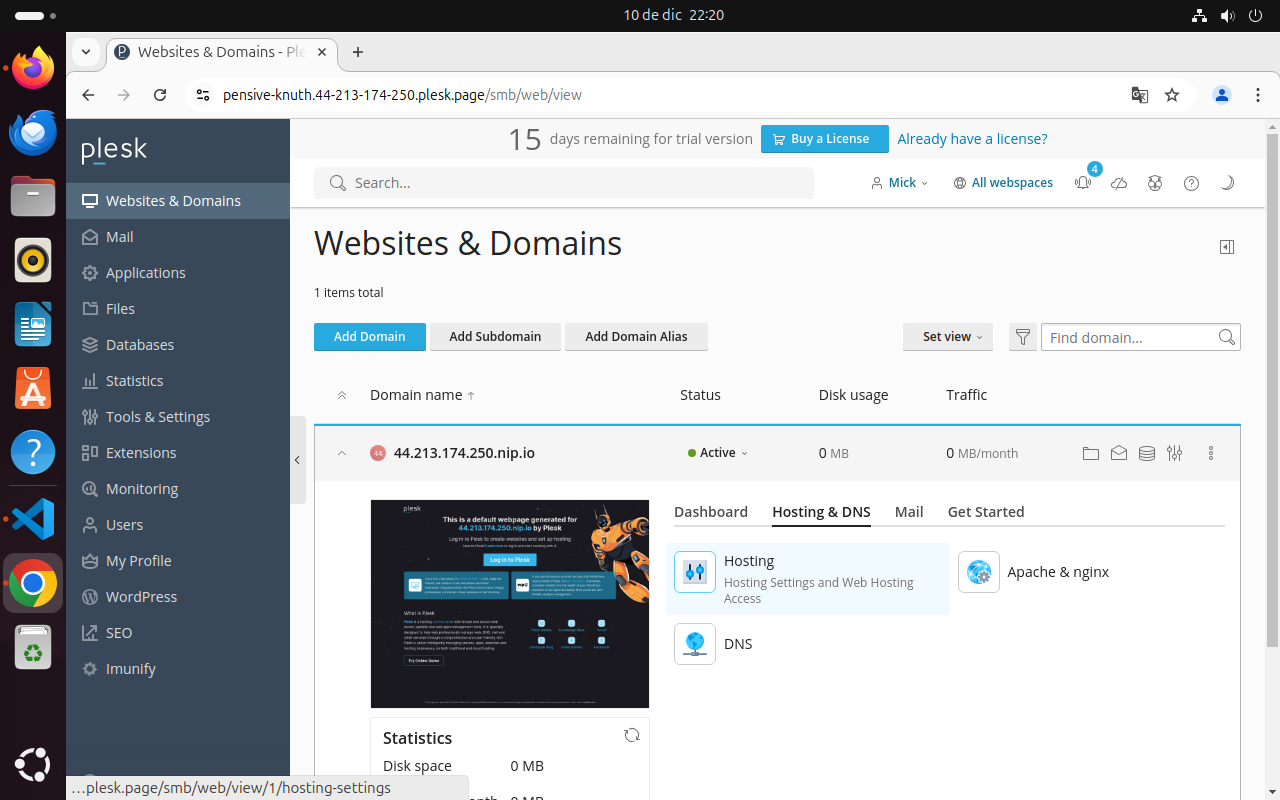 10 de dic 22:20
Websites & Domains - Ple
pensive-knuth.44-213-174-250.plesk.page/smb/web/view
plesk
15 days remaining for trial version
Buy a License
Already have a license?
Search...
Mick
All webspaces
4
Websites & Domains
Mail
Applications
Files
Databases
Statistics
Tools & Settings
Extensions
Monitoring
Users
My Profile
WordPress
SEO
Imunify
Websites & Domains
1 items total
Add Domain
Add Subdomain
Add Domain Alias
Set view
Find domain...
Domain name
Status
Disk usage
Traffic
44
44.213.174.250.nip.io
Active
0 MB
0 MB/month
plesk
This is a default webpage generated for
44.213.174.250.nip.io by Plesk
Log in to Plesk to create websites and set up hosting
Log in to Plesk
What is Plesk
Try Online Demo
Dashboard
Hosting & DNS
Mail
Get Started
Hosting
Hosting Settings and Web Hosting
Access
Apache & nginx
DNS
Statistics
Disk space
0 MB
0 MB
...plesk.page/smb/web/view/1/hosting-settings